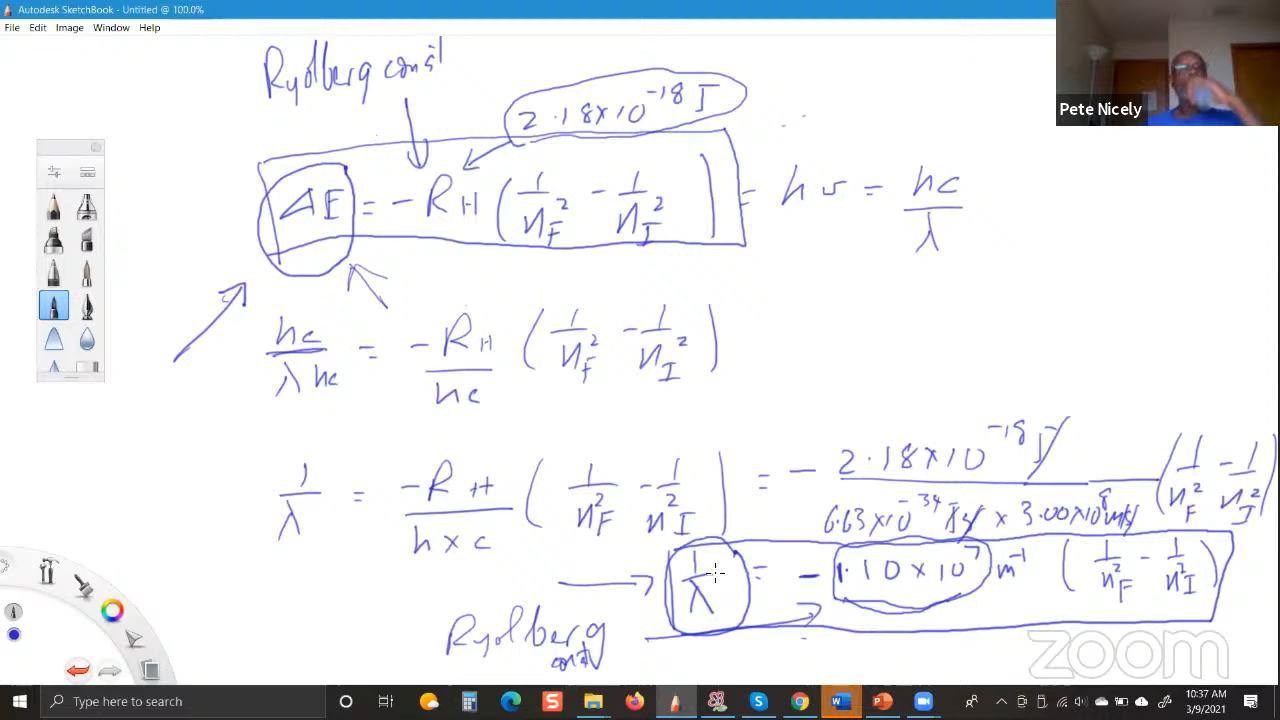 Autodesk SketchBook - Untitled @ 100.0%
File Edit Image Window Help
Pete Nicely
Rydberg const
2.18×10⁻¹⁸ J
ΔE = -R_H (1/n_F² - 1/n_I²) = hν = hc/λ
hc/λ hc = -R_H/hc (1/n_F² - 1/n_I²)
1/λ = -R_H/h×c (1/n_F² - 1/n_I²) = - 2.18×10⁻¹⁸ J/6.63×10⁻³⁴ Js × 3.00×10⁸ m/s (1/n_F² - 1/n_I²)
1/λ = - 1.10×10⁷ m⁻¹ (1/n_F² - 1/n_I²)
Rydberg
const
zoom
Type here to search
10:37 AM
3/9/2021